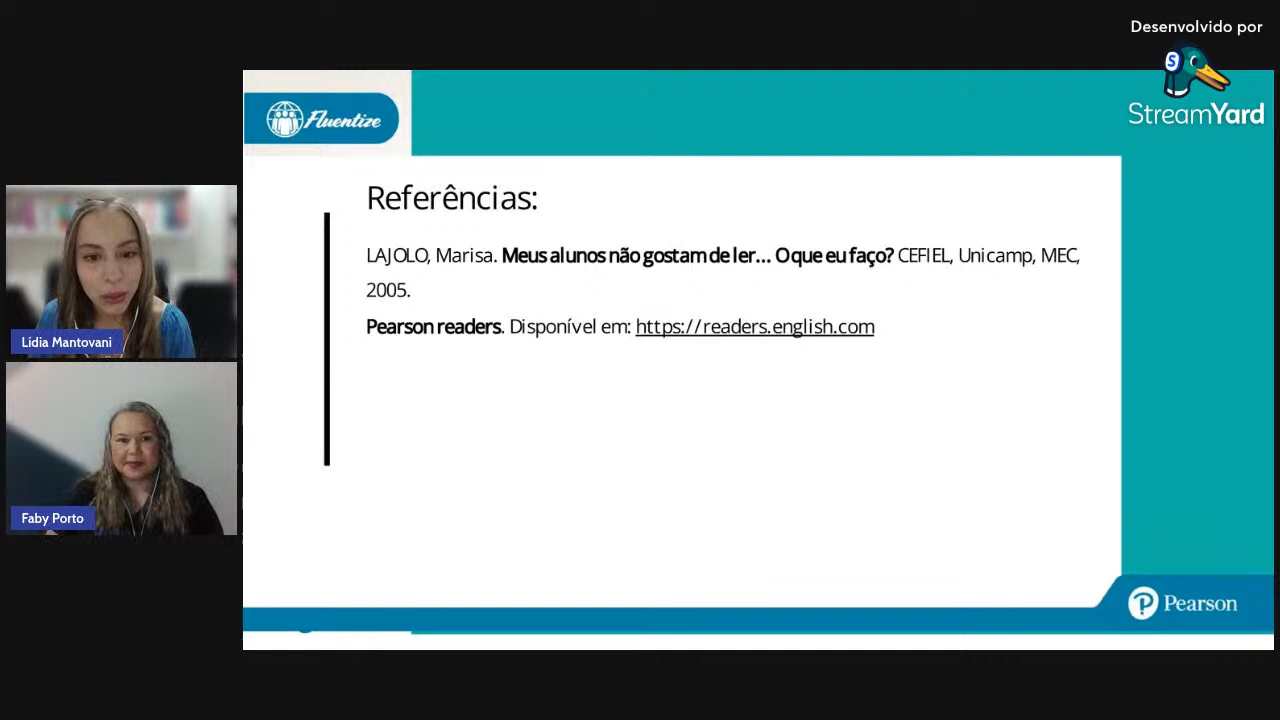 Desenvolvido por
StreamYard
Fluentize
Referências:
LAJOLO, Marisa. Meus alunos não gostam de ler... O que eu faço? CEFIEL, Unicamp, MEC,
2005.
Pearson readers. Disponível em: https://readers.english.com
Lídia Mantovani
Faby Porto
Pearson